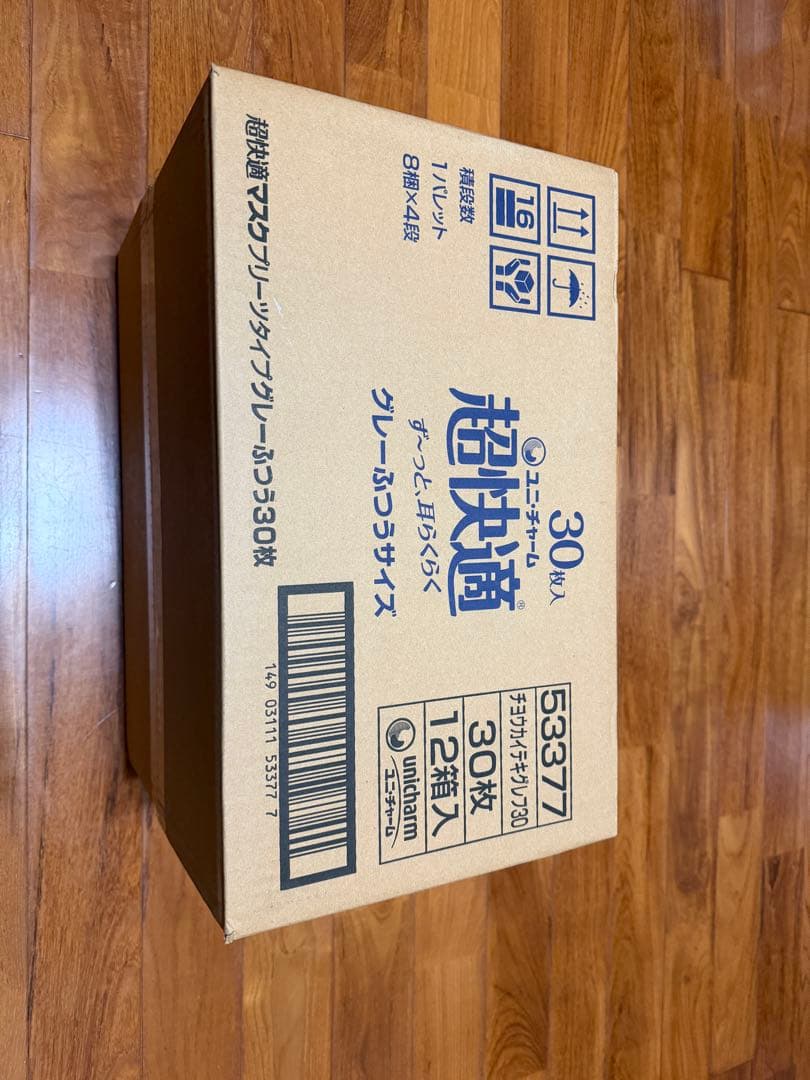 16
積段数
1パレット
8梱×4段
30枚入
ユニ・チャーム
超快適®
ず〜っと、耳らくらく
グレーふつうサイズ
53377
チヨウカイテキグレフ30
30枚
12箱入
unicharm
ユニ・チャーム
超快適マスクプリーツタイプグレーふつう30枚
149 03111 53377 7